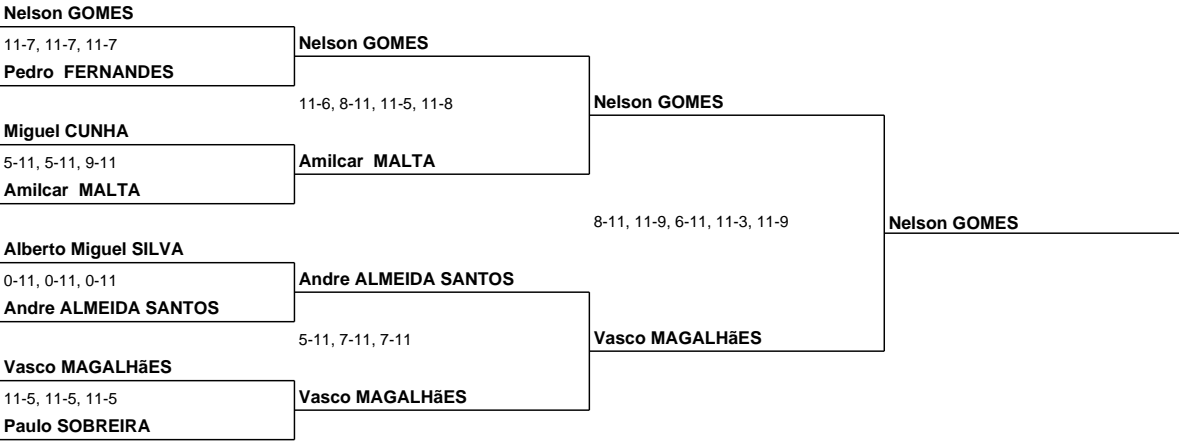 Nelson GOMES
11-7, 11-7, 11-7
Pedro  FERNANDES
Miguel CUNHA
5-11, 5-11, 9-11
Amilcar  MALTA
Alberto Miguel SILVA
0-11, 0-11, 0-11
Andre ALMEIDA SANTOS
Vasco MAGALHãES
11-5, 11-5, 11-5
Paulo SOBREIRA
Nelson GOMES
11-6, 8-11, 11-5, 11-8
Amilcar  MALTA
Andre ALMEIDA SANTOS
5-11, 7-11, 7-11
Vasco MAGALHãES
Nelson GOMES
8-11, 11-9, 6-11, 11-3, 11-9
Vasco MAGALHãES
Nelson GOMES